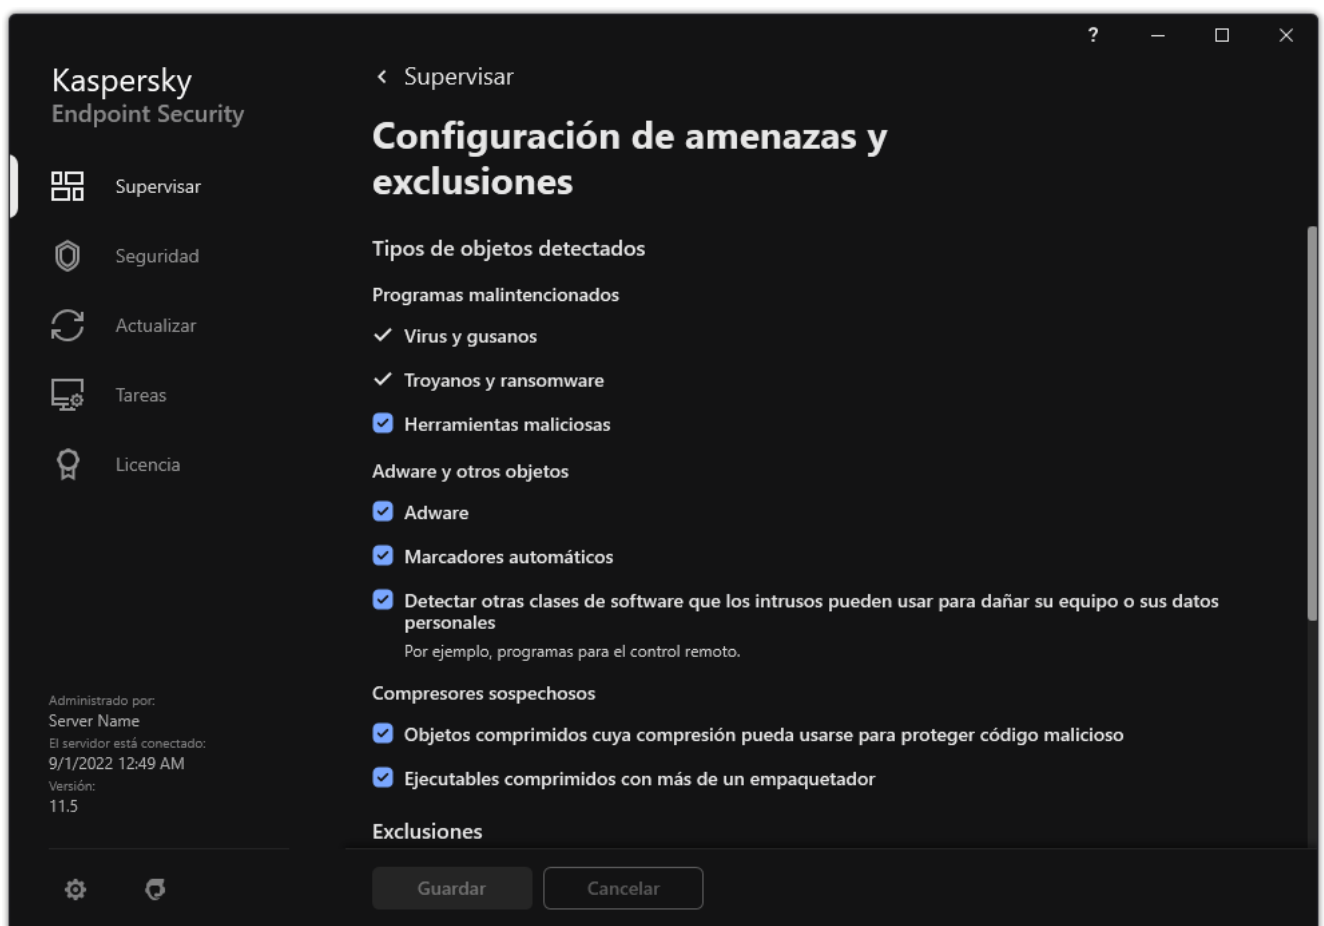 ?
Kaspersky
Endpoint Security
Supervisar
Seguridad
Actualizar
Tareas
Licencia
Administrado por:
Server Name
El servidor está conectado:
9/1/2022 12:49 AM
Versión:
11.5
Supervisar
Configuración de amenazas y
exclusiones
Tipos de objetos detectados
Programas malintencionados
Virus y gusanos
Troyanos y ransomware
Herramientas maliciosas
Adware y otros objetos
Adware
Marcadores automáticos
Detectar otras clases de software que los intrusos pueden usar para dañar su equipo o sus datos
personales
Por ejemplo, programas para el control remoto.
Compresores sospechosos
Objetos comprimidos cuya compresión pueda usarse para proteger código malicioso
Ejecutables comprimidos con más de un empaquetador
Exclusiones
Guardar
Cancelar